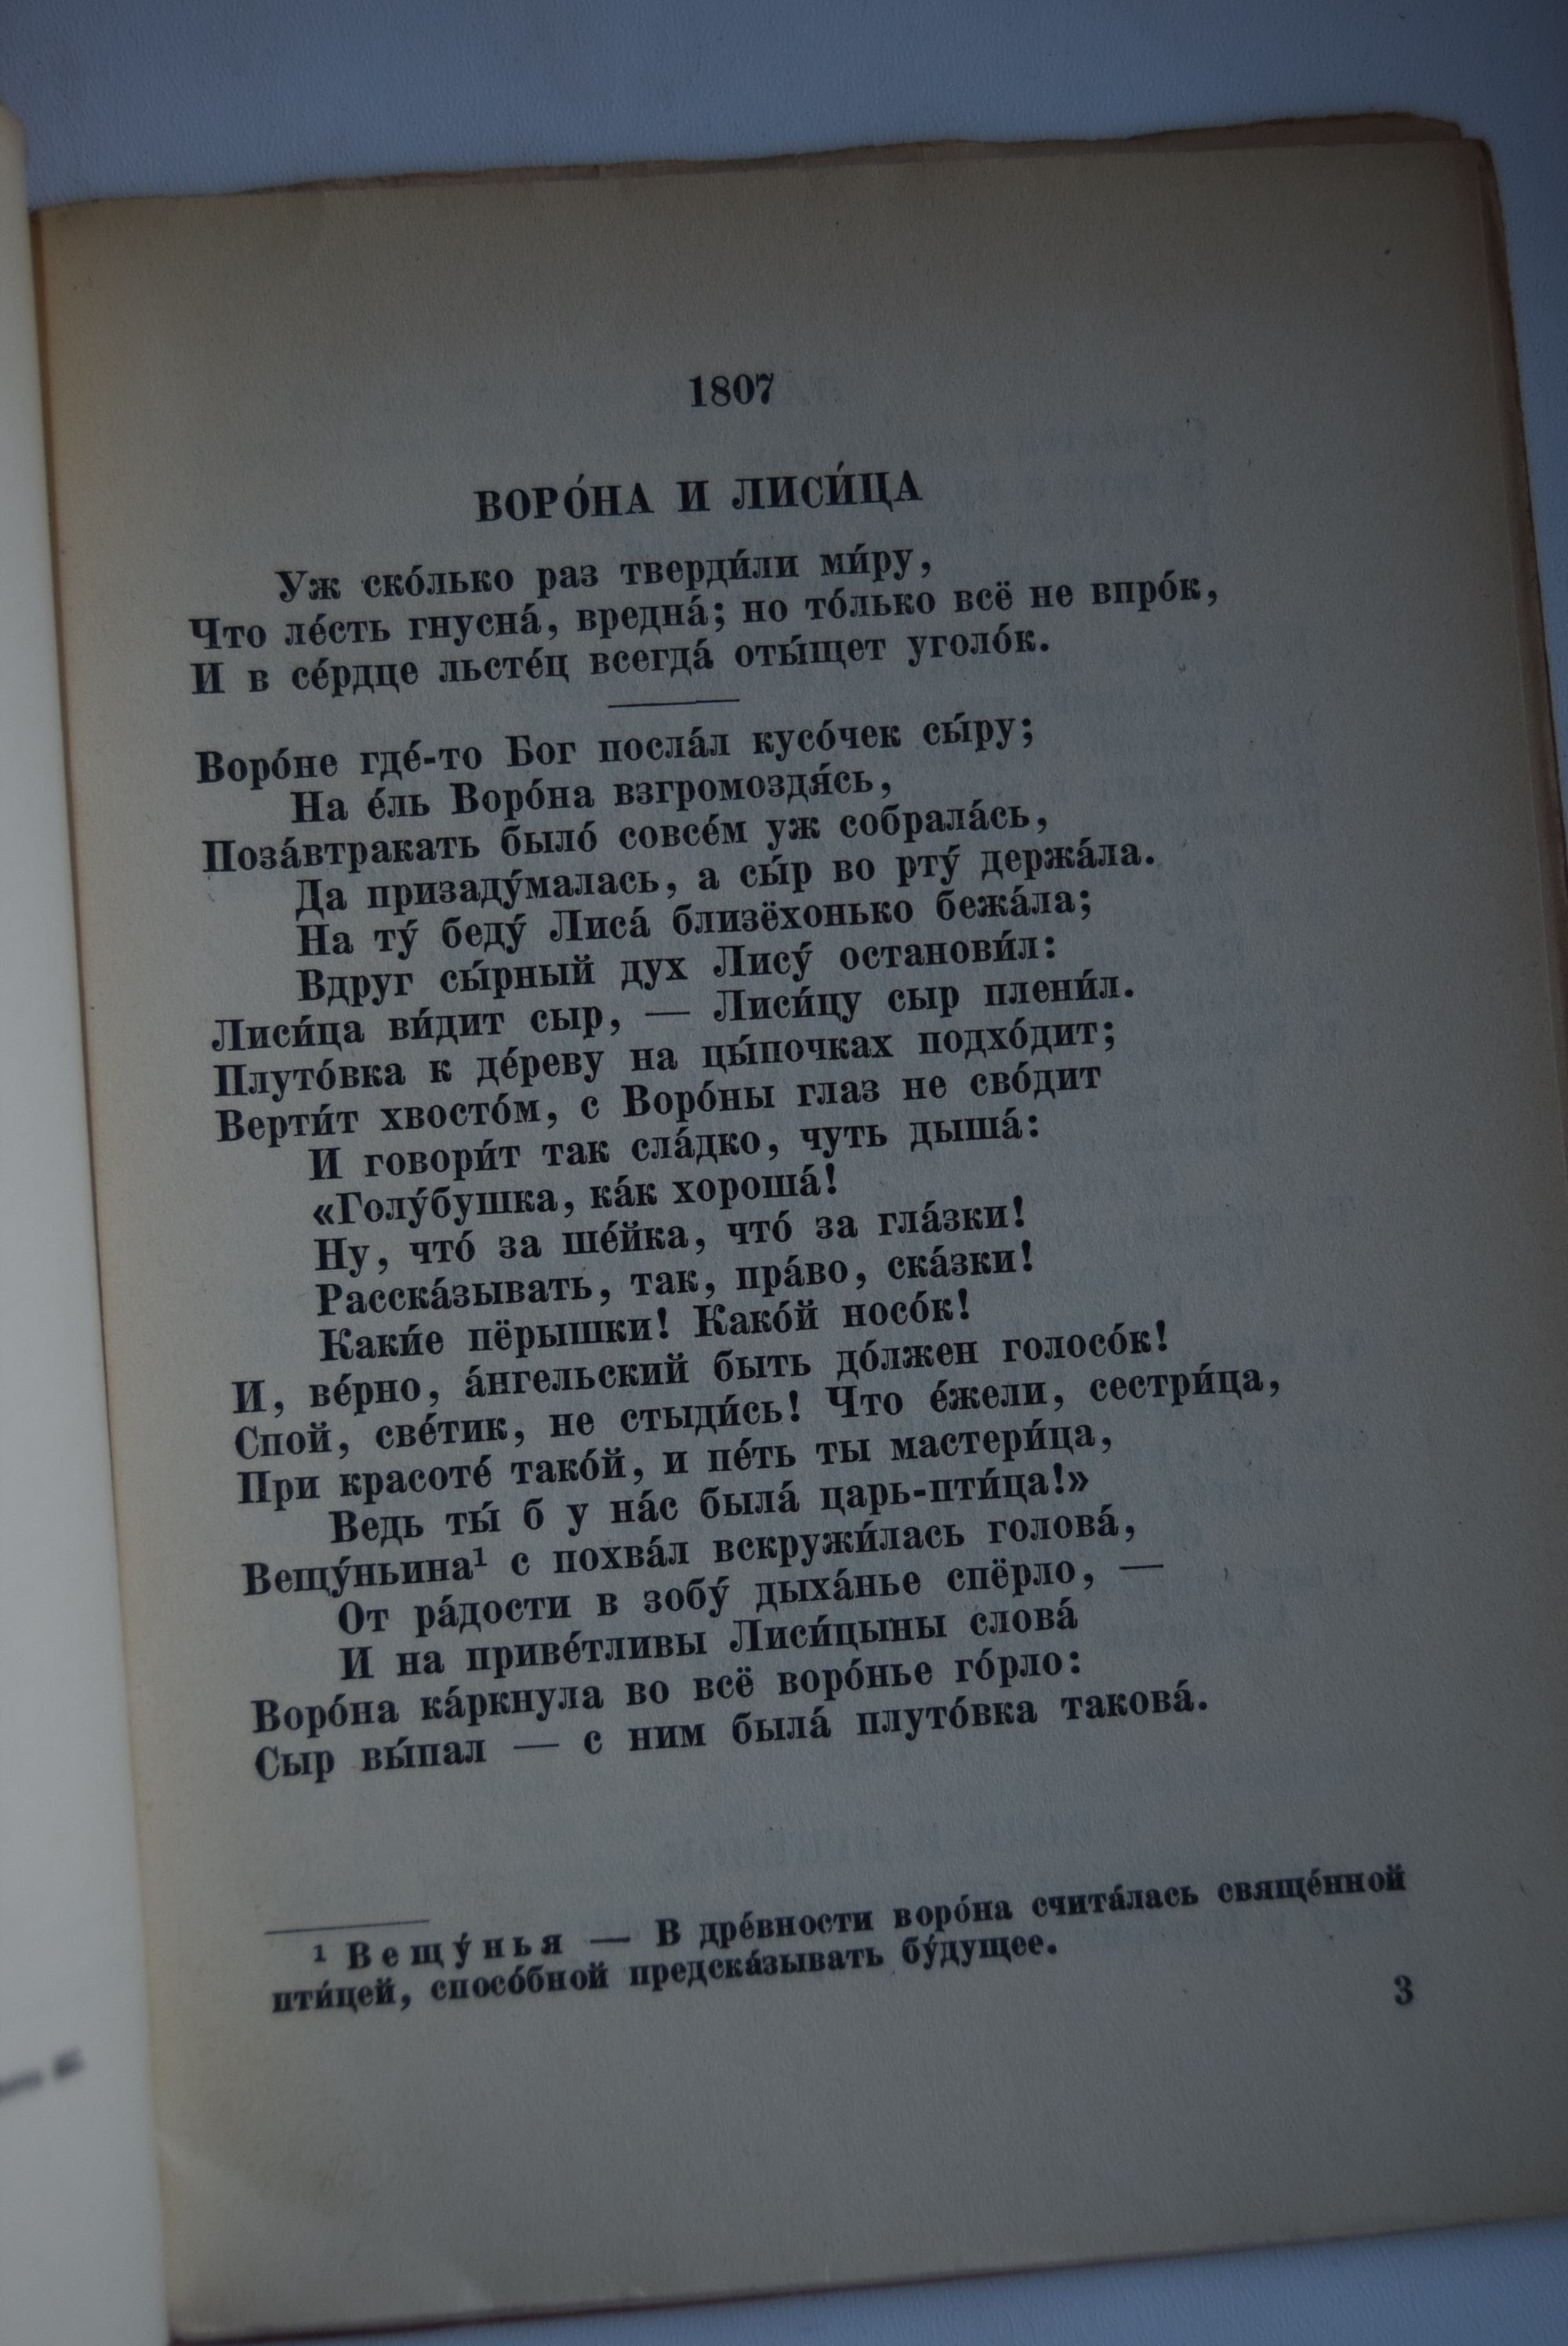 1807
ВОРО́НА И ЛИСИ́ЦА
Уж ско́лько раз тверди́ли ми́ру,
Что ле́сть гнусна́, вредна́; но то́лько всё не впро́к,
И в се́рдце льсте́ц всегда́ оты́щет уголо́к.
Воро́не где́-то Бог посла́л кусо́чек сы́ру;
На е́ль Воро́на взгромоздя́сь,
Поза́втракать было́ совсе́м уж собрала́сь,
Да призаду́малась, а сы́р во рту́ держа́ла.
На ту́ беду́ Лиса́ близёхонько бежа́ла;
Вдруг сы́рный дух Лису́ останови́л:
Лиси́ца ви́дит сыр, — Лиси́цу сыр плени́л.
Плуто́вка к де́реву на цы́почках подхо́дит;
Верти́т хвосто́м, с Воро́ны глаз не сво́дит
И говори́т так сла́дко, чуть дыша́:
«Голу́бушка, ка́к хороша́!
Ну, что́ за ше́йка, что́ за гла́зки!
Расска́зывать, так, пра́во, ска́зки!
Каки́е пёрышки! Како́й носо́к!
И, ве́рно, а́нгельский быть до́лжен голосо́к!
Спой, све́тик, не стыди́сь! Что е́жели, сестри́ца,
При красоте́ тако́й, и пе́ть ты мастери́ца,
Ведь ты́ б у на́с была́ царь-пти́ца!»
Вещу́ньина¹ с похва́л вскружи́лась голова́,
От ра́дости в зобу́ дыха́нье спёрло, —
И на приве́тливы Лиси́цыны слова́
Воро́на ка́ркнула во всё воро́нье го́рло:
Сыр вы́пал — с ним была́ плуто́вка такова́.
¹ Вещу́нья — В дре́вности воро́на счита́лась свяще́нной
пти́цей, спосо́бной предска́зывать бу́дущее.
3